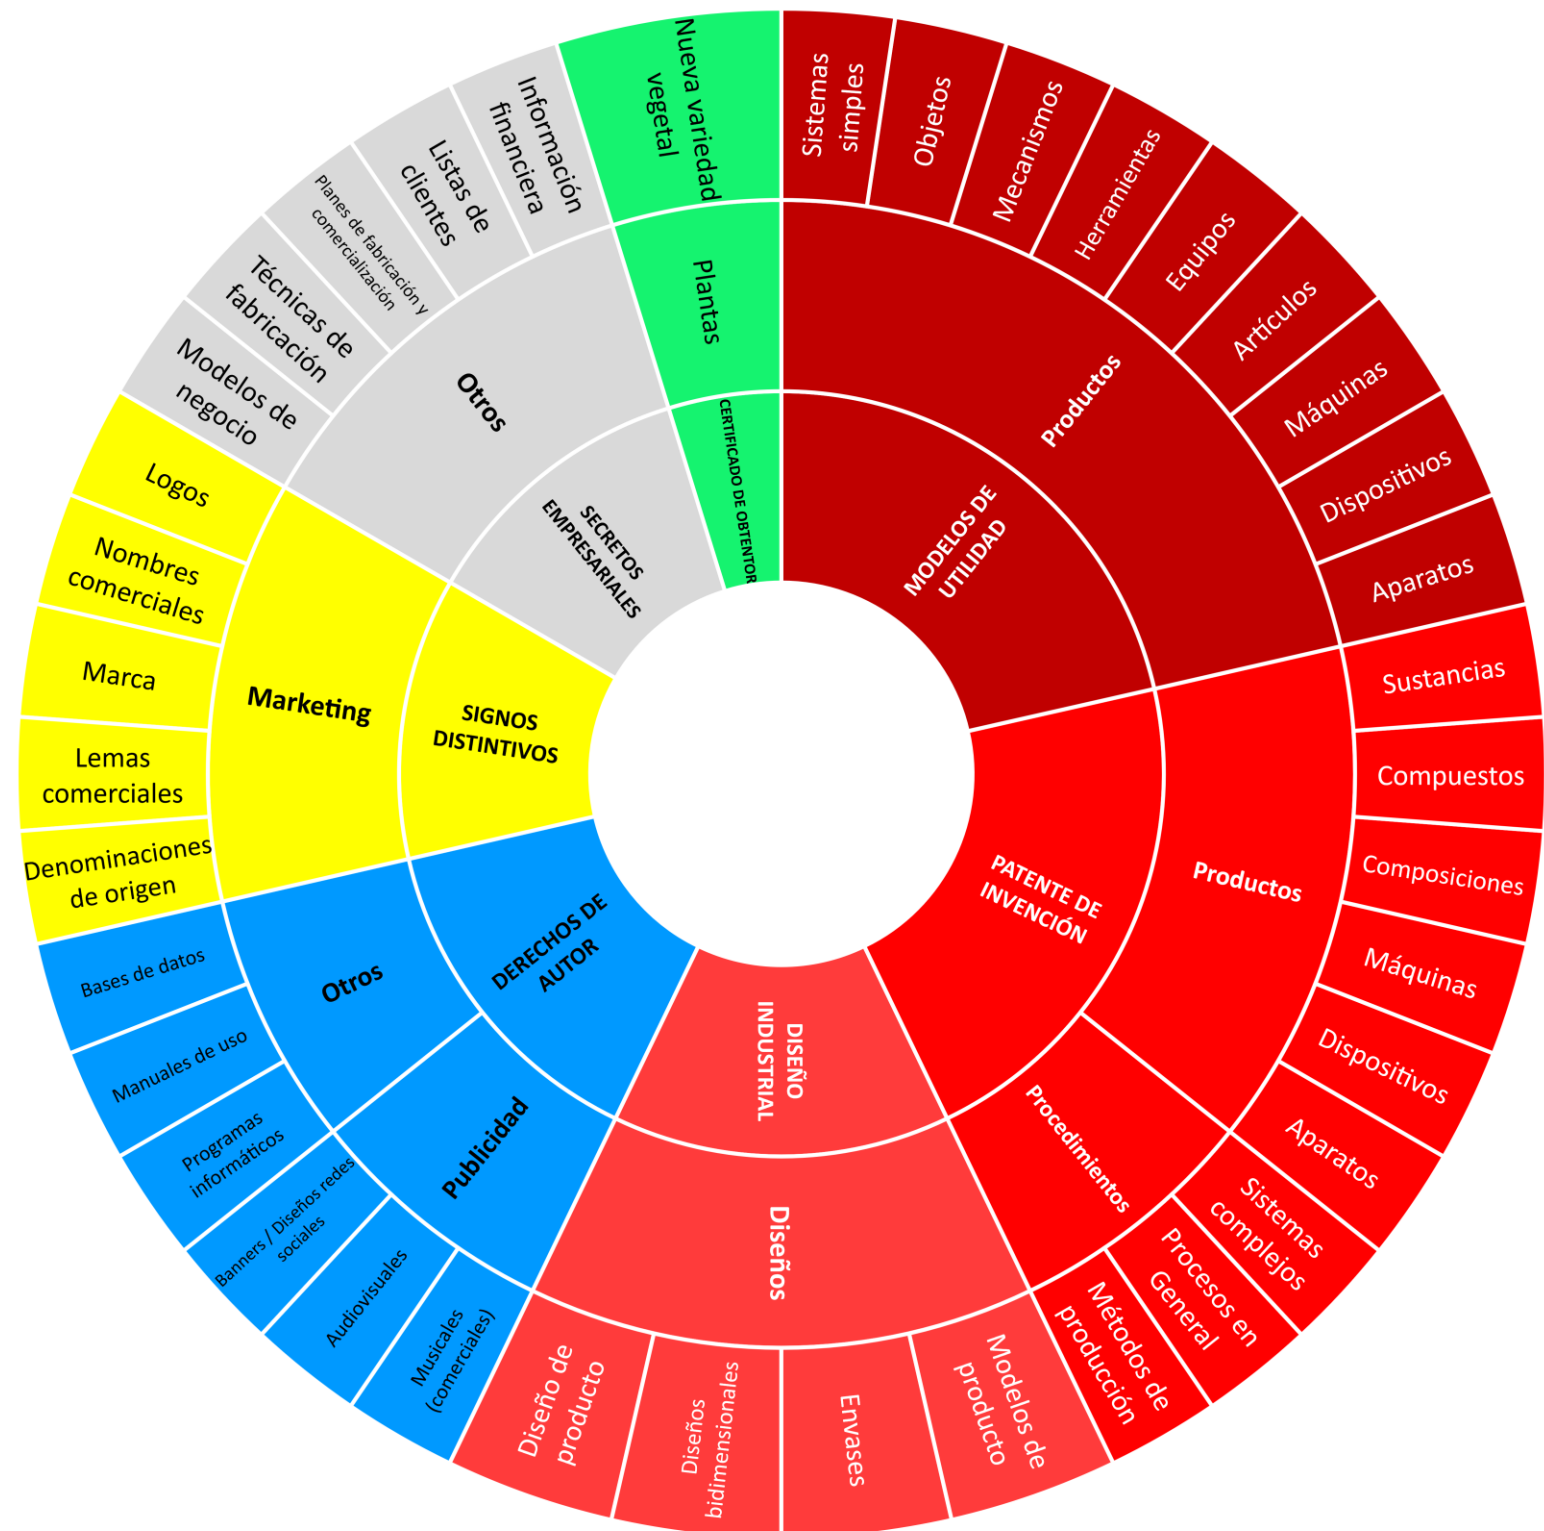 MODELOS DE
UTILIDAD
Productos
Sistemas
simples
Objetos
Mecanismos
Herramientas
Equipos
Artículos
Máquinas
Dispositivos
Aparatos
PATENTE DE
INVENCIÓN
Productos
Sustancias
Compuestos
Composiciones
Máquinas
Dispositivos
Aparatos
Procedimientos
Sistemas
complejos
Procesos en
General
Métodos de
producción
DISEÑO
INDUSTRIAL
Diseños
Modelos de
producto
Envases
Diseños
bidimensionales
Diseño de
producto
DERECHOS DE
AUTOR
Publicidad
Musicales
(comerciales)
Audiovisuales
Banners / Diseños redes
sociales
Otros
Programas
informáticos
Manuales de uso
Bases de datos
SIGNOS
DISTINTIVOS
Marketing
Denominaciones
de origen
Lemas
comerciales
Marca
Nombres
comerciales
Logos
SECRETOS
EMPRESARIALES
Otros
Modelos de
negocio
Técnicas de
fabricación
Planes de fabricación y
comercialización
Listas de
clientes
Información
financiera
CERTIFICADO DE OBTENTOR
Plantas
Nueva variedad
vegetal